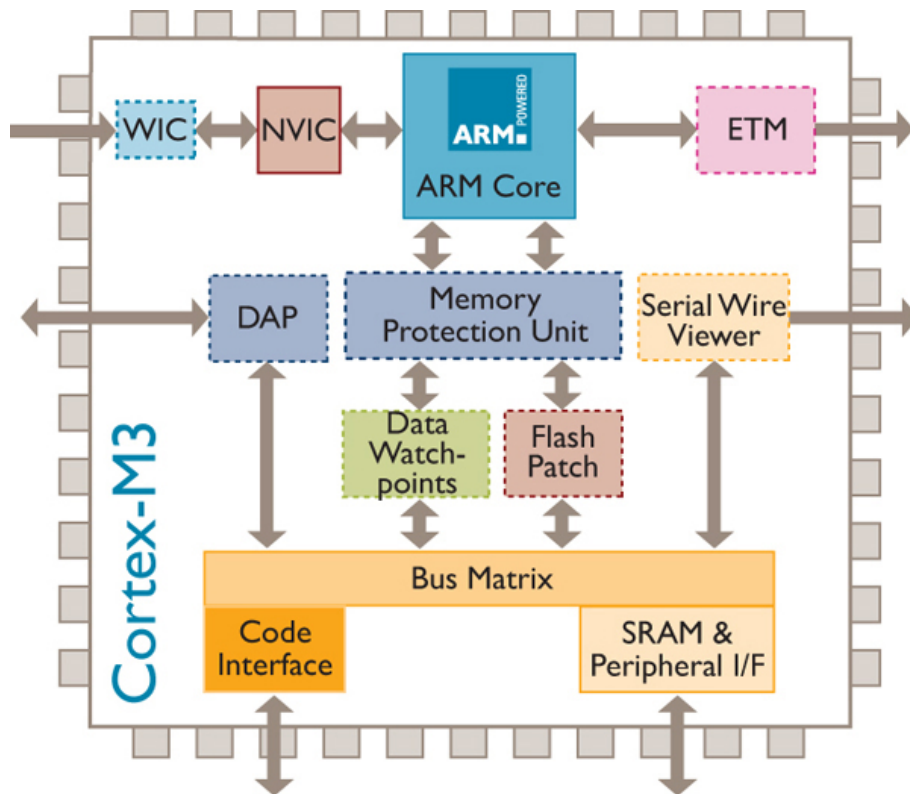 WIC
NVIC
ARM
POWERED
ARM Core
ETM
DAP
Memory
Protection Unit
Serial Wire
Viewer
Data
Watch-
points
Flash
Patch
Cortex-M3
Bus Matrix
Code
Interface
SRAM &
Peripheral I/F